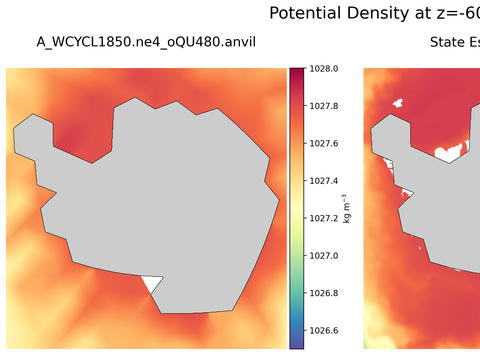 Potential Density at z=-60
A_WCYCL1850.ne4_oQU480.anvil
State Es
1028.0
1027.8
1027.6
1027.4
1027.2
1027.0
1026.8
1026.6
kg m⁻³